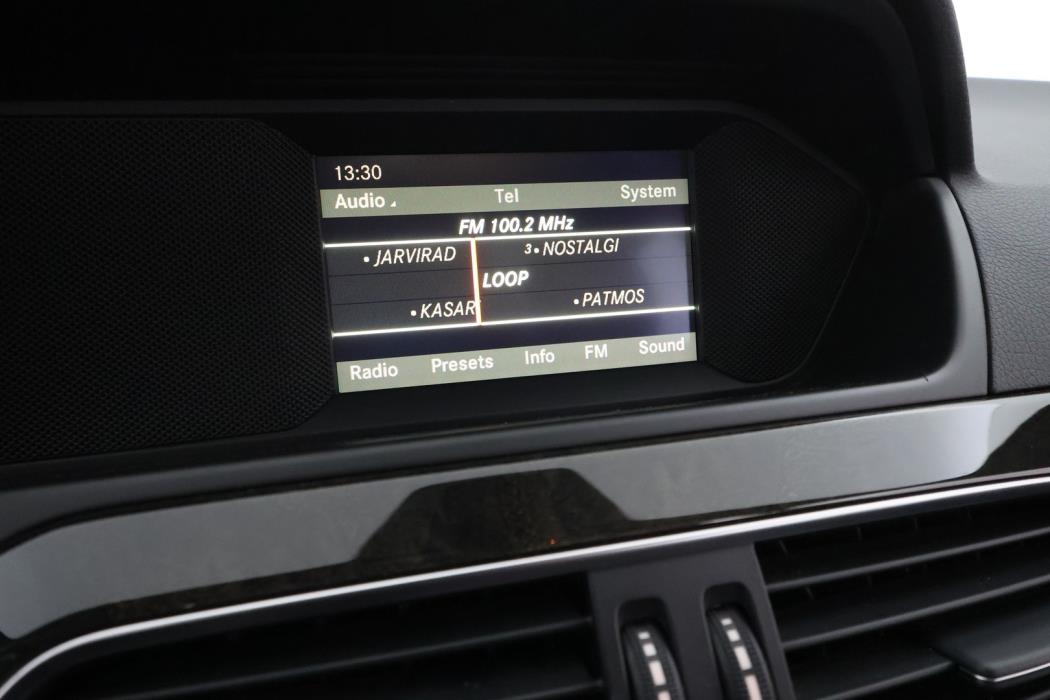 13:30
Audio Tel System
FM 100.2 MHz
• JARVIRAD 3 • NOSTALGI
LOOP
• KASARI • PATMOS
Radio Presets Info FM Sound